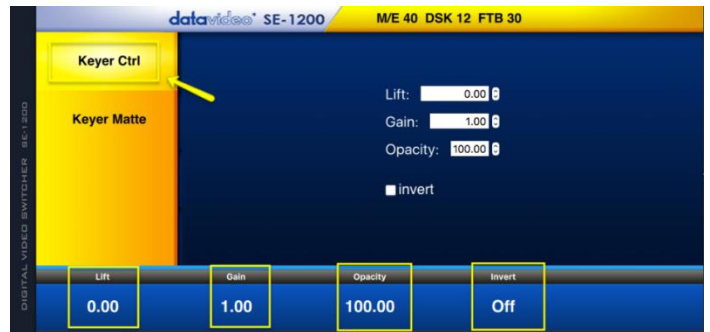 datavideo® SE-1200 M/E 40 DSK 12 FTB 30
Keyer Ctrl
Keyer Matte
Lift: 0.00
Gain: 1.00
Opacity: 100.00
invert
DIGITAL VIDEO SWITCHER SE-1200
Lift Gain Opacity Invert
0.00 1.00 100.00 Off